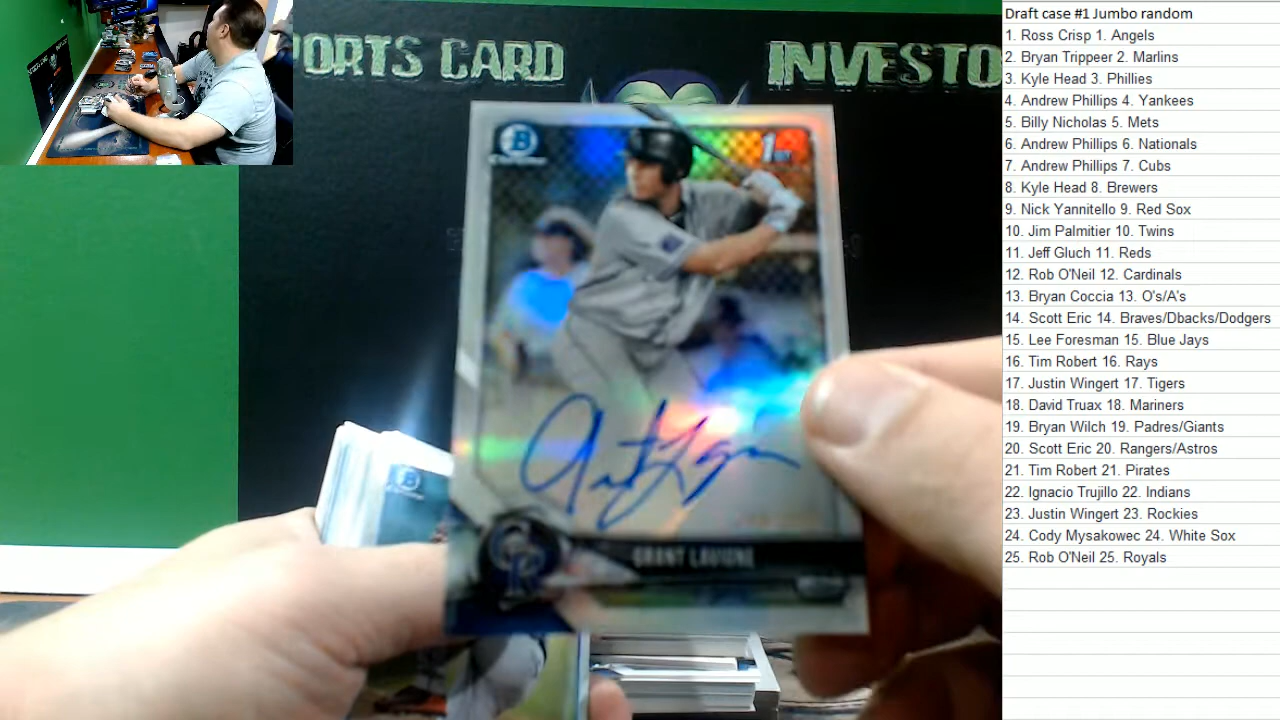 PORTS CARD INVESTO
B
1ST
Grant Lavigne
CR
GRANT LAVIGNE
B
Draft case #1 Jumbo random
1. Ross Crisp 1. Angels
2. Bryan Trippeer 2. Marlins
3. Kyle Head 3. Phillies
4. Andrew Phillips 4. Yankees
5. Billy Nicholas 5. Mets
6. Andrew Phillips 6. Nationals
7. Andrew Phillips 7. Cubs
8. Kyle Head 8. Brewers
9. Nick Yannitello 9. Red Sox
10. Jim Palmitier 10. Twins
11. Jeff Gluch 11. Reds
12. Rob O'Neil 12. Cardinals
13. Bryan Coccia 13. O's/A's
14. Scott Eric 14. Braves/Dbacks/Dodgers
15. Lee Foresman 15. Blue Jays
16. Tim Robert 16. Rays
17. Justin Wingert 17. Tigers
18. David Truax 18. Mariners
19. Bryan Wilch 19. Padres/Giants
20. Scott Eric 20. Rangers/Astros
21. Tim Robert 21. Pirates
22. Ignacio Trujillo 22. Indians
23. Justin Wingert 23. Rockies
24. Cody Mysakowec 24. White Sox
25. Rob O'Neil 25. Royals